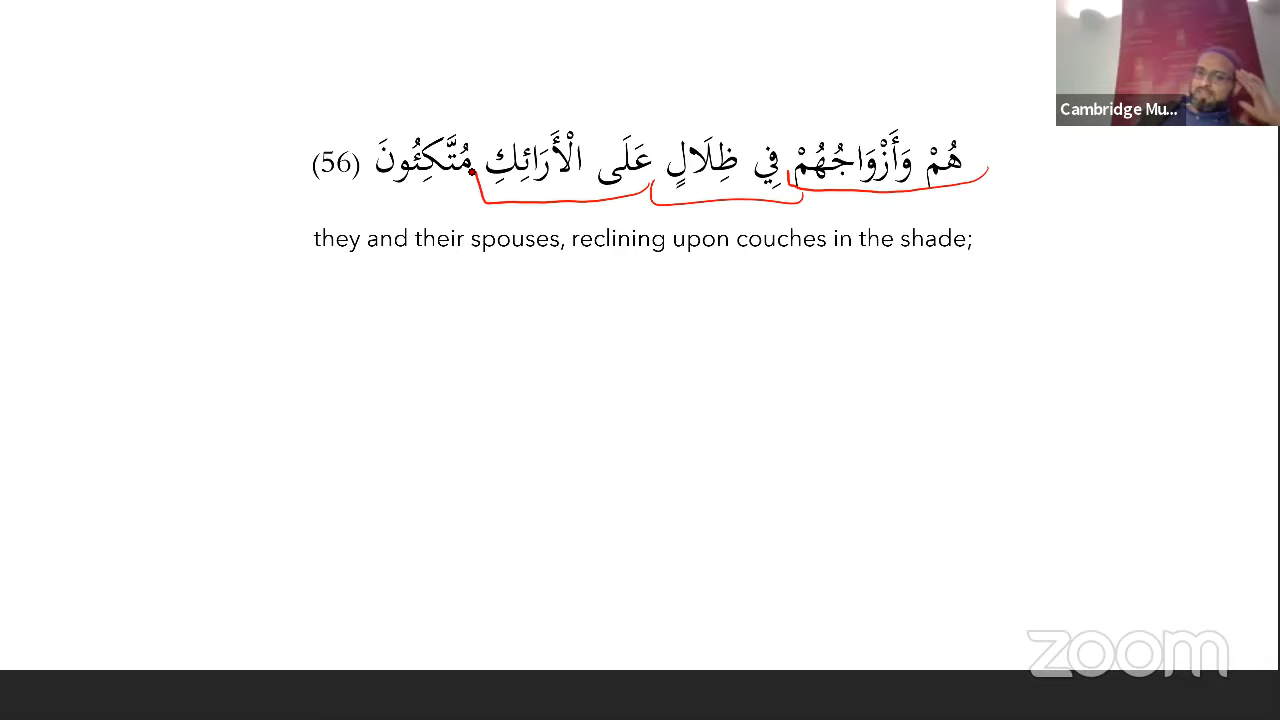 Cambridge Mu...
هُمْ وَأَزْوَاجُهُمْ فِي ظِلَالٍ عَلَى الْأَرَائِكِ مُتَّكِئُونَ (56)
they and their spouses, reclining upon couches in the shade;
zoom